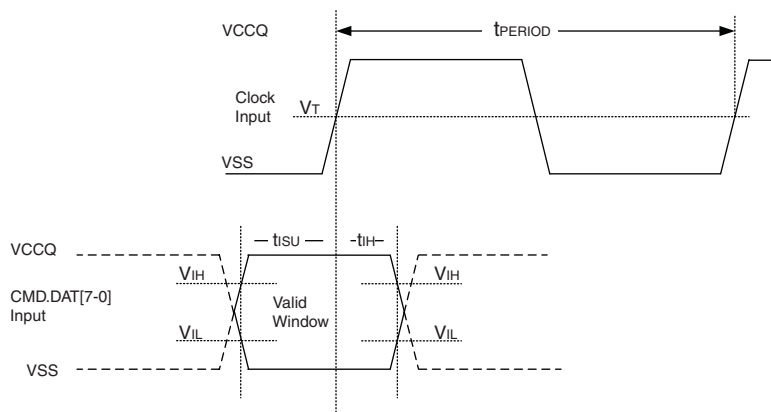 VCCQ
tPERIOD
Clock
Input
VT
VSS
tISU
tIH
VCCQ
VIH
VIH
CMD.DAT[7-0]
Input
Valid
Window
VIL
VIL
VSS